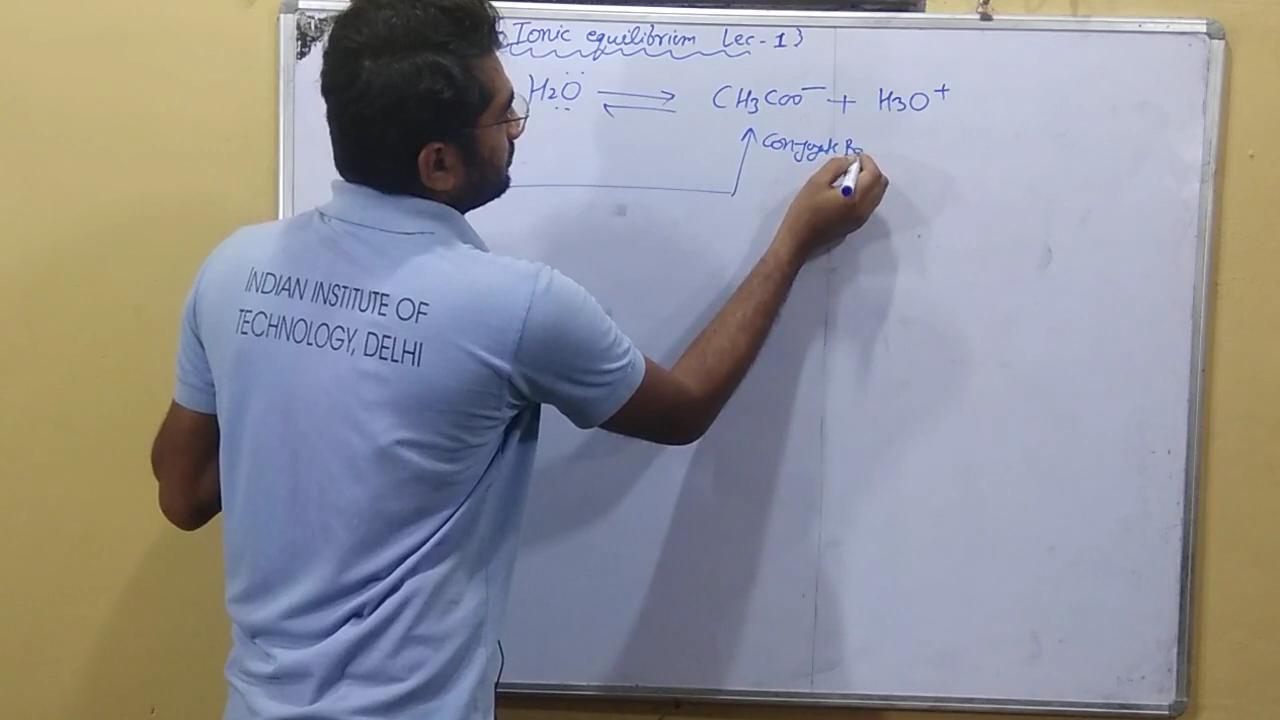 Ionic equilibrium Lec-1}
H2O ⇌ CH3COO⁻ + H3O⁺
Conjugate Ba
INDIAN INSTITUTE OF
TECHNOLOGY, DELHI